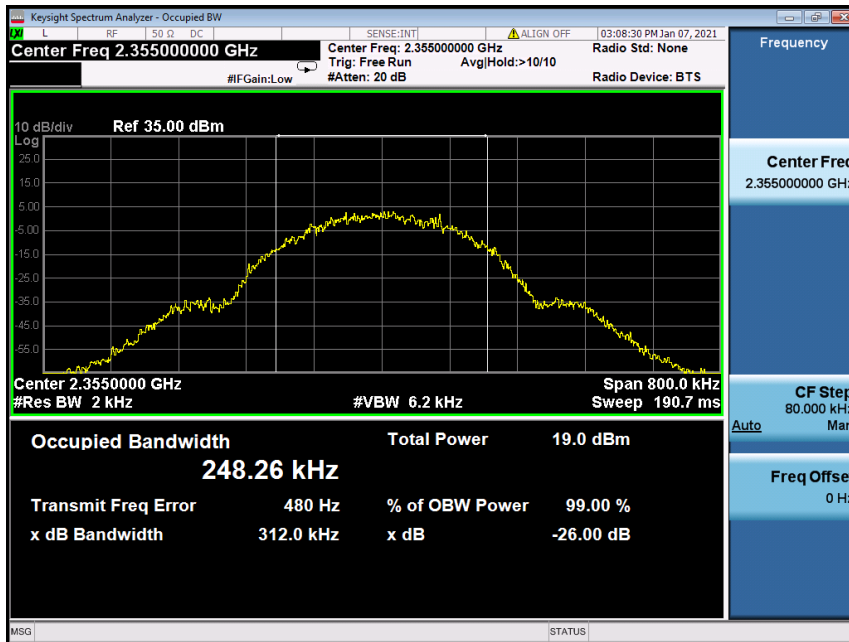 Keysight Spectrum Analyzer - Occupied BW
LXI L RF 50 Ω DC SENSE:INT ALIGN OFF 03:08:30 PM Jan 07, 2021
Center Freq 2.355000000 GHz
Center Freq: 2.355000000 GHz
Radio Std: None
Trig: Free Run
Avg|Hold:>10/10
#IFGain:Low
#Atten: 20 dB
Radio Device: BTS
10 dB/div
Ref 35.00 dBm
Log
25.0
15.0
5.00
-5.00
-15.0
-25.0
-35.0
-45.0
-55.0
Center 2.3550000 GHz
Span 800.0 kHz
#Res BW 2 kHz
#VBW 6.2 kHz
Sweep 190.7 ms
Occupied Bandwidth
Total Power
19.0 dBm
248.26 kHz
Transmit Freq Error
480 Hz
% of OBW Power
99.00 %
x dB Bandwidth
312.0 kHz
x dB
-26.00 dB
MSG
STATUS
Frequency
Center Freq
2.355000000 GHz
CF Step
80.000 kHz
Auto Man
Freq Offse
0 Hz